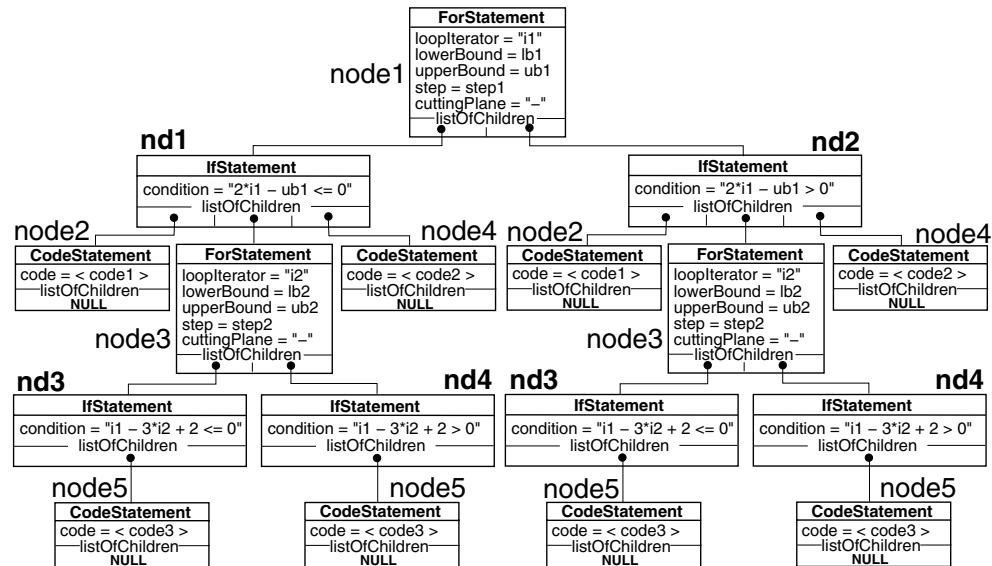 ForStatement
loopIterator = "i1"
lowerBound = lb1
upperBound = ub1
step = step1
cuttingPlane = "–"
listOfChildren
node1
nd1
IfStatement
condition = "2*i1 – ub1 <= 0"
listOfChildren
nd2
IfStatement
condition = "2*i1 – ub1 > 0"
listOfChildren
node2
CodeStatement
code = < code1 >
listOfChildren
NULL
node3
ForStatement
loopIterator = "i2"
lowerBound = lb2
upperBound = ub2
step = step2
cuttingPlane = "–"
listOfChildren
node4
CodeStatement
code = < code2 >
listOfChildren
NULL
node2
CodeStatement
code = < code1 >
listOfChildren
NULL
node3
ForStatement
loopIterator = "i2"
lowerBound = lb2
upperBound = ub2
step = step2
cuttingPlane = "–"
listOfChildren
node4
CodeStatement
code = < code2 >
listOfChildren
NULL
nd3
IfStatement
condition = "i1 – 3*i2 + 2 <= 0"
listOfChildren
nd4
IfStatement
condition = "i1 – 3*i2 + 2 > 0"
listOfChildren
nd3
IfStatement
condition = "i1 – 3*i2 + 2 <= 0"
listOfChildren
nd4
IfStatement
condition = "i1 – 3*i2 + 2 > 0"
listOfChildren
node5
CodeStatement
code = < code3 >
listOfChildren
NULL
node5
CodeStatement
code = < code3 >
listOfChildren
NULL
node5
CodeStatement
code = < code3 >
listOfChildren
NULL
node5
CodeStatement
code = < code3 >
listOfChildren
NULL